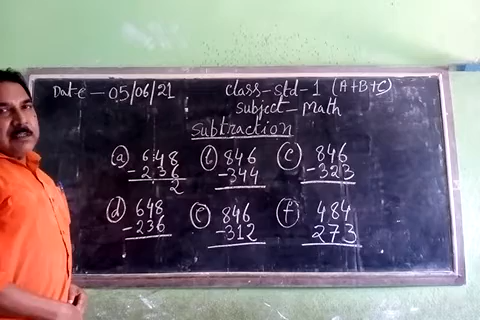 Date - 05/06/21 Class-Std-1 (A+B+C)
Subject - Math
Subtraction
(a) 648 (b) 846 (c) 846
-236 -344 -323
2
(d) 648 (e) 846 (f) 484
-236 -312 273